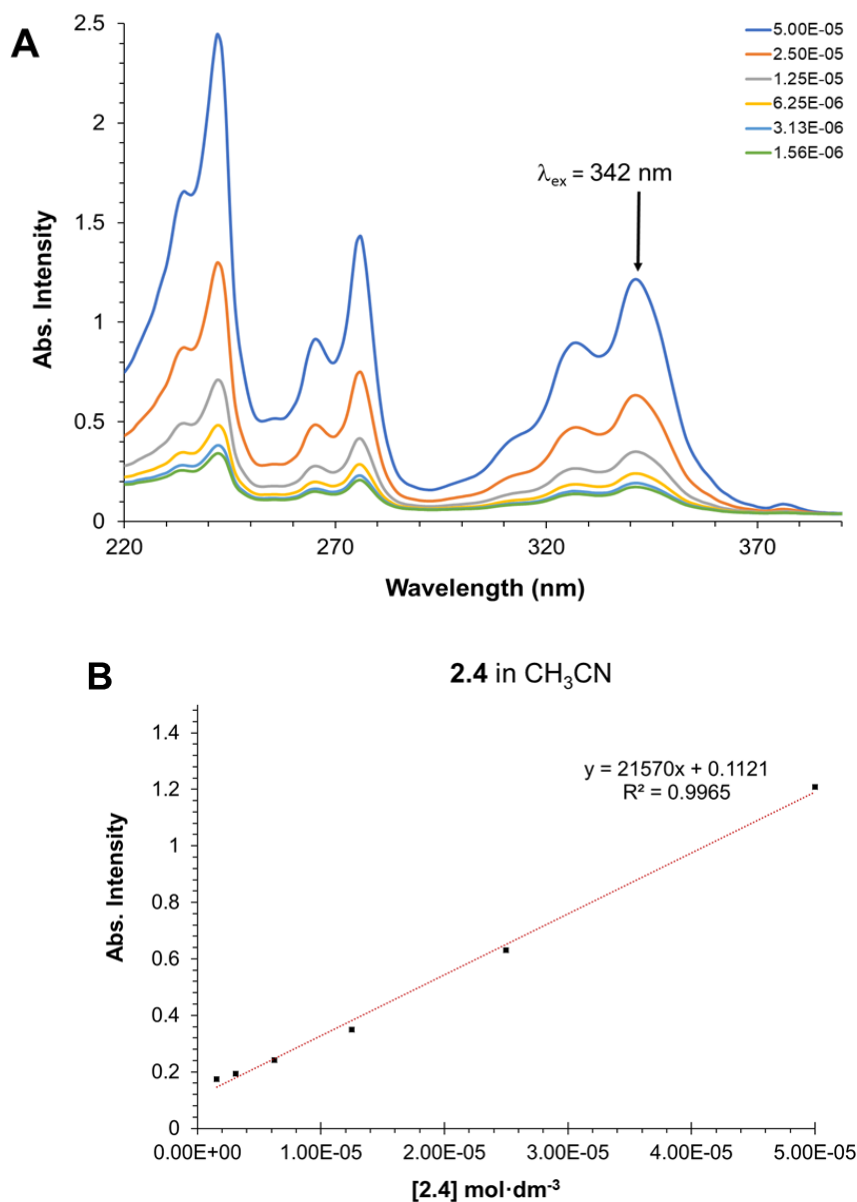 A
2.5
2
1.5
1
0.5
0
220
270
320
370
Abs. Intensity
Wavelength (nm)
λex = 342 nm
5.00E-05
2.50E-05
1.25E-05
6.25E-06
3.13E-06
1.56E-06
B
2.4 in CH₃CN
1.4
1.2
1
0.8
0.6
0.4
0.2
0
Abs. Intensity
y = 21570x + 0.1121
R² = 0.9965
0.00E+00
1.00E-05
2.00E-05
3.00E-05
4.00E-05
5.00E-05
[2.4] mol·dm⁻³